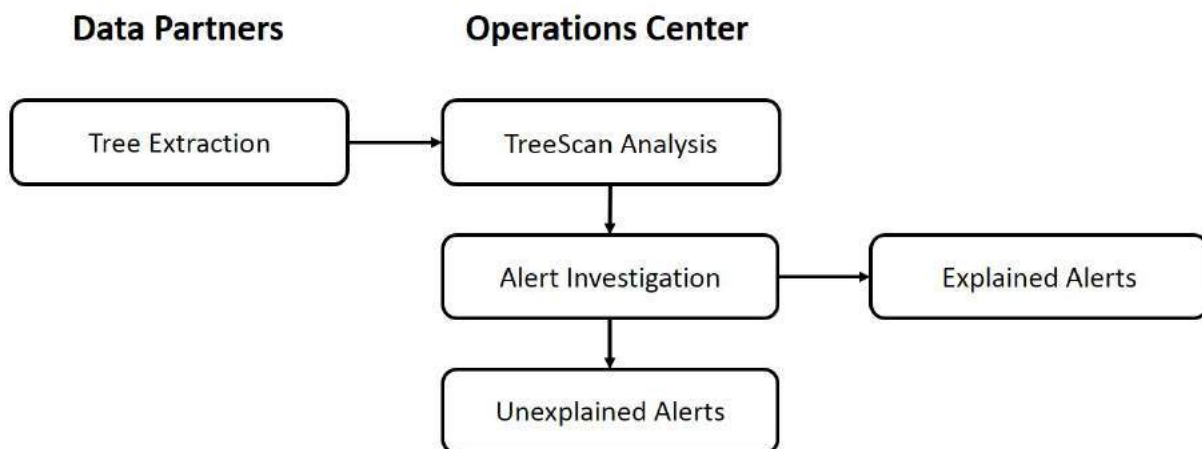 Data Partners
Operations Center
Tree Extraction
TreeScan Analysis
Alert Investigation
Explained Alerts
Unexplained Alerts